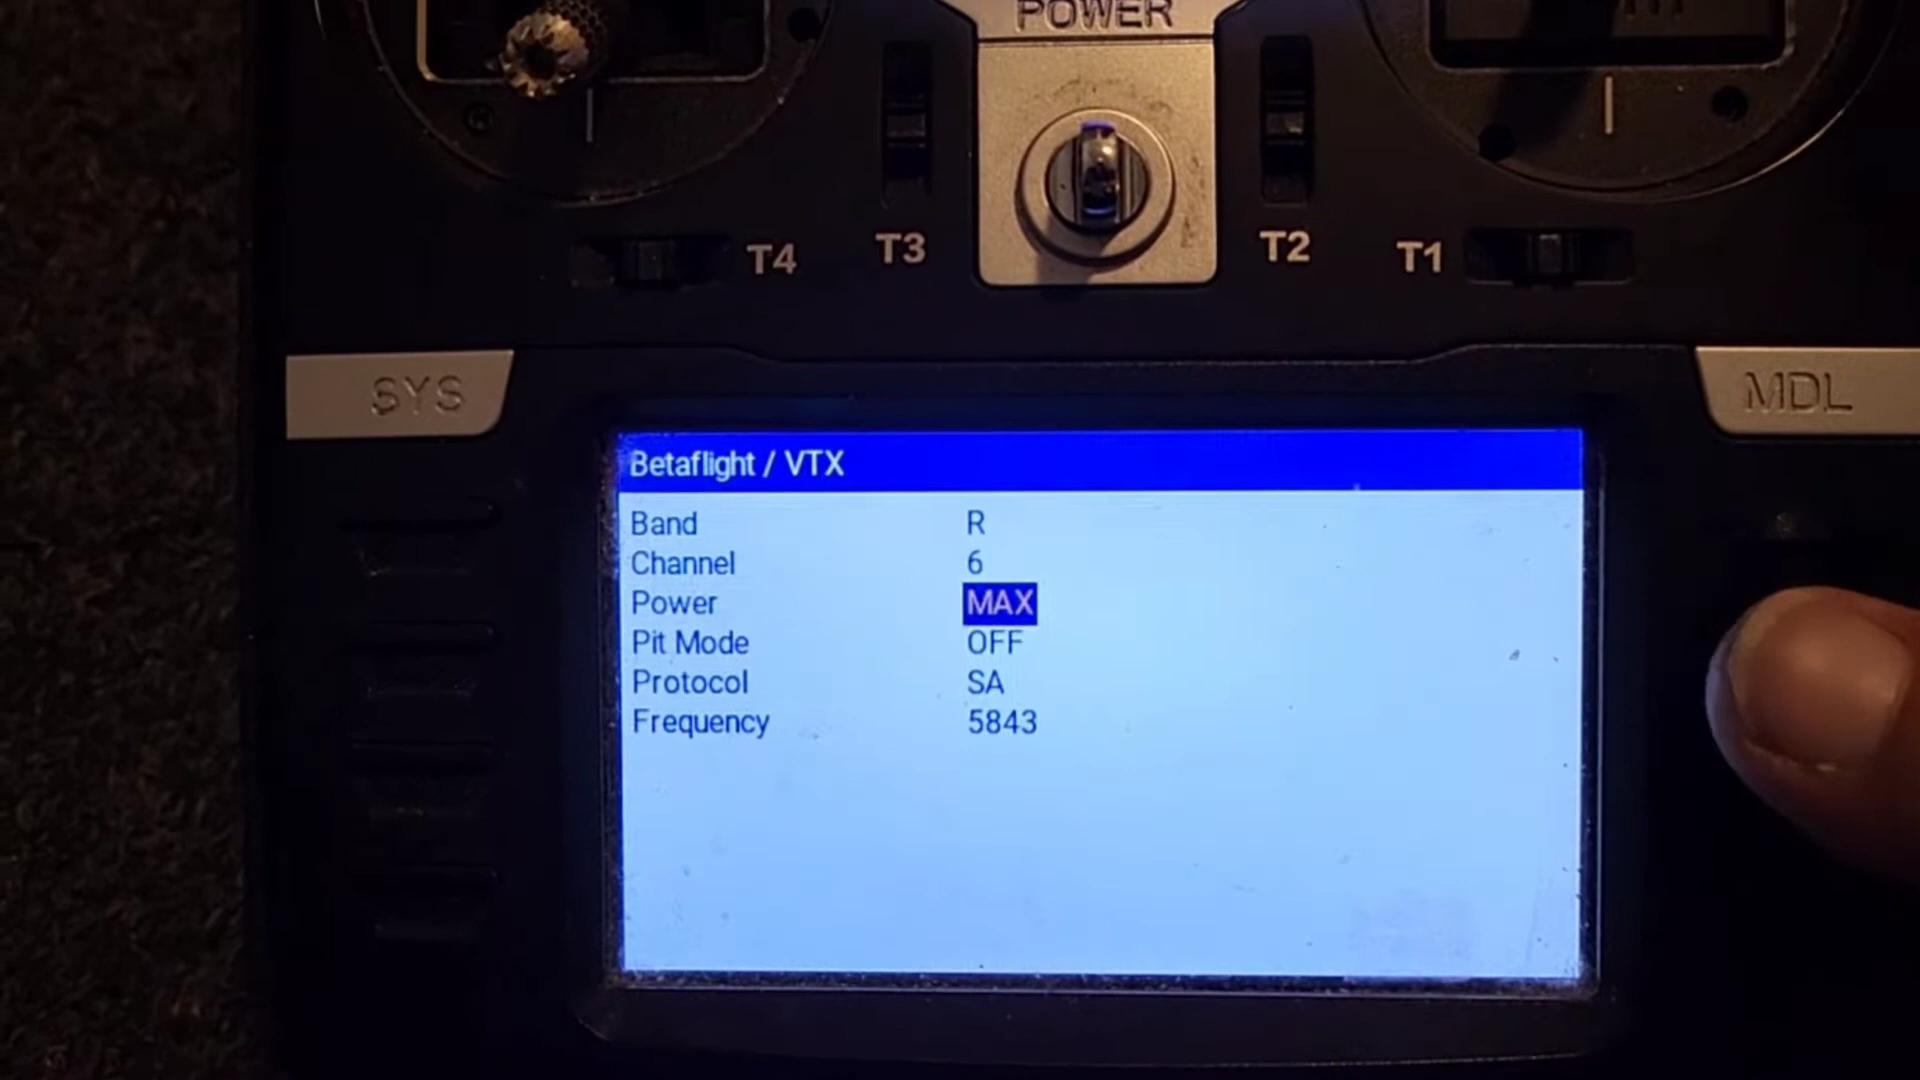 POWER
T4
T3
T2
T1
SYS
MDL
Betaflight / VTX
Band R
Channel 6
Power MAX
Pit Mode OFF
Protocol SA
Frequency 5843